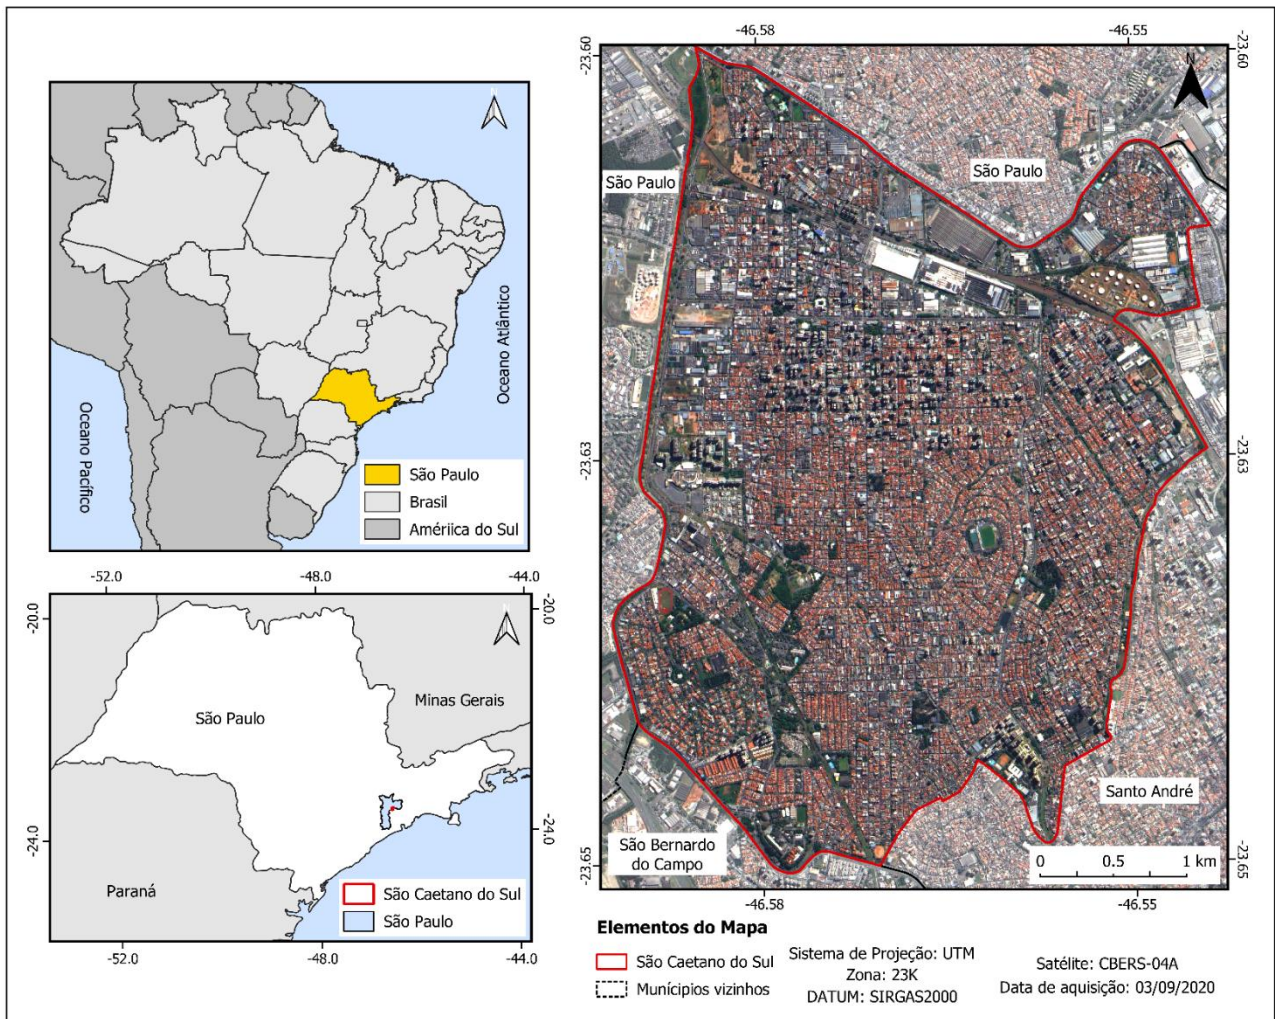 N
Oceano Atlântico
Oceano Pacífico
São Paulo
Brasil
Amériica do Sul
-52.0
-48.0
-44.0
-20.0
-20.0
N
Minas Gerais
São Paulo
-24.0
-24.0
Paraná
São Caetano do Sul
São Paulo
-52.0
-48.0
-44.0
-46.58
-46.55
-23.60
-23.60
N
São Paulo
São Paulo
-23.63
-23.63
Santo André
São Bernardo
do Campo
0
0.5
1 km
-23.65
-23.65
-46.58
-46.55
Elementos do Mapa
São Caetano do Sul
Munícipios vizinhos
Sistema de Projeção: UTM
Zona: 23K
DATUM: SIRGAS2000
Satélite: CBERS-04A
Data de aquisição: 03/09/2020